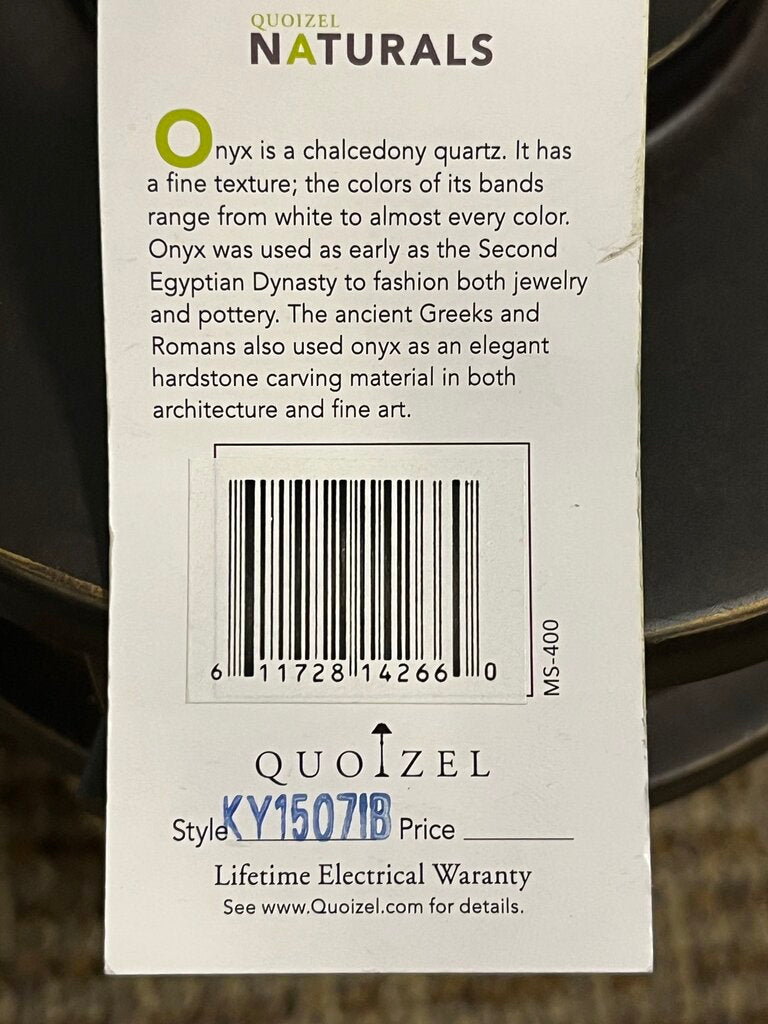 QUOIZEL
NATURALS
Onyx is a chalcedony quartz. It has
a fine texture; the colors of its bands
range from white to almost every color.
Onyx was used as early as the Second
Egyptian Dynasty to fashion both jewelry
and pottery. The ancient Greeks and
Romans also used onyx as an elegant
hardstone carving material in both
architecture and fine art.
6 11728 14266 0
MS-400
QUOIZEL
Style KY15071B Price
Lifetime Electrical Waranty
See www.Quoizel.com for details.